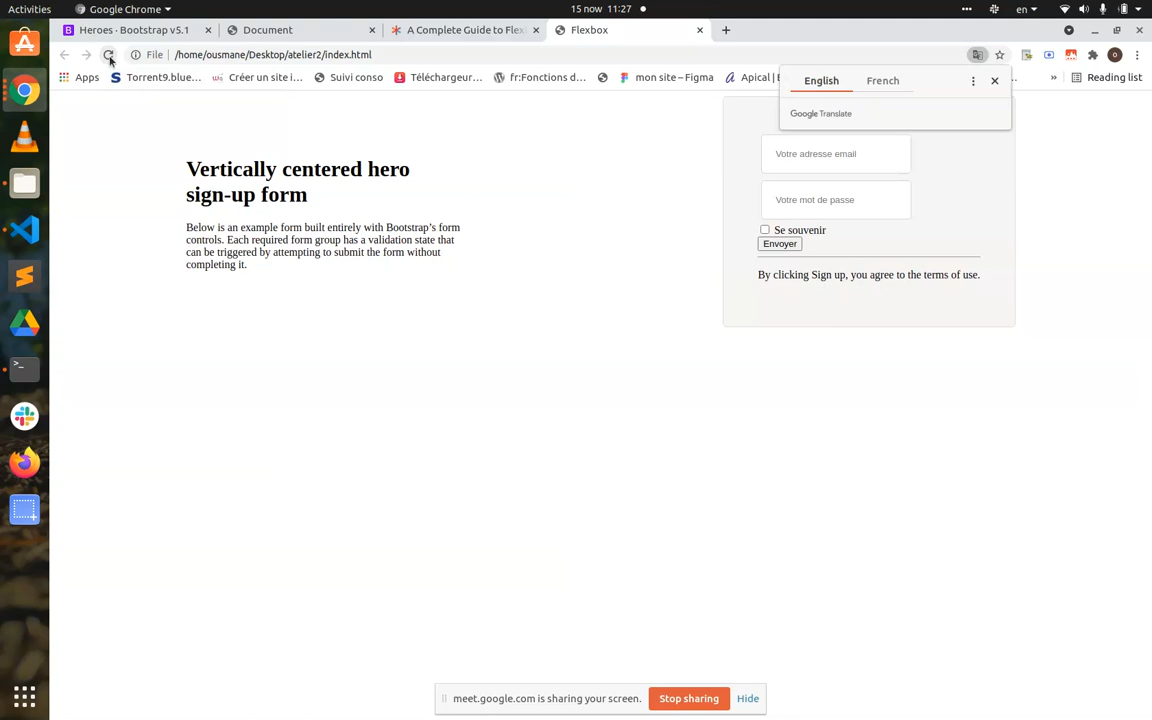 Activities
Google Chrome
15 now 11:27
en
Heroes · Bootstrap v5.1
Document
A Complete Guide to Flex
Flexbox
File
/home/ousmane/Desktop/atelier2/index.html
Apps
Torrent9.blue...
Créer un site i...
Suivi conso
Téléchargeur...
fr:Fonctions d...
mon site – Figma
Apical | B
Reading list
English
French
Google Translate
Vertically centered hero
sign-up form
Below is an example form built entirely with Bootstrap’s form
controls. Each required form group has a validation state that
can be triggered by attempting to submit the form without
completing it.
Votre adresse email
Votre mot de passe
Se souvenir
Envoyer
By clicking Sign up, you agree to the terms of use.
meet.google.com is sharing your screen.
Stop sharing
Hide